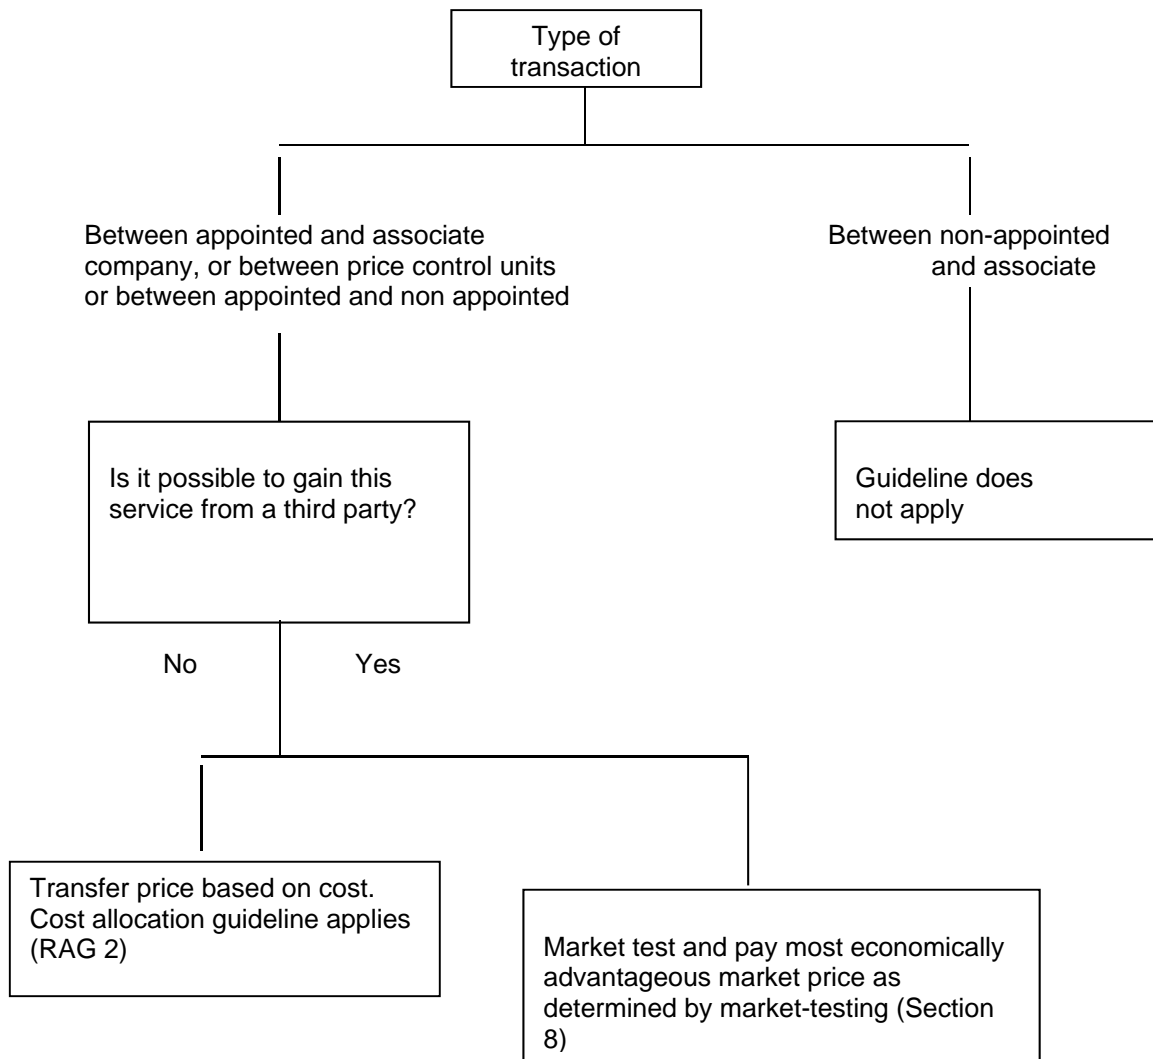 Type of
transaction
Between appointed and associate
company, or between price control units
or between appointed and non appointed
Between non-appointed
and associate
Is it possible to gain this
service from a third party?
Guideline does
not apply
No
Yes
Transfer price based on cost.
Cost allocation guideline applies
(RAG 2)
Market test and pay most economically
advantageous market price as
determined by market-testing (Section
8)